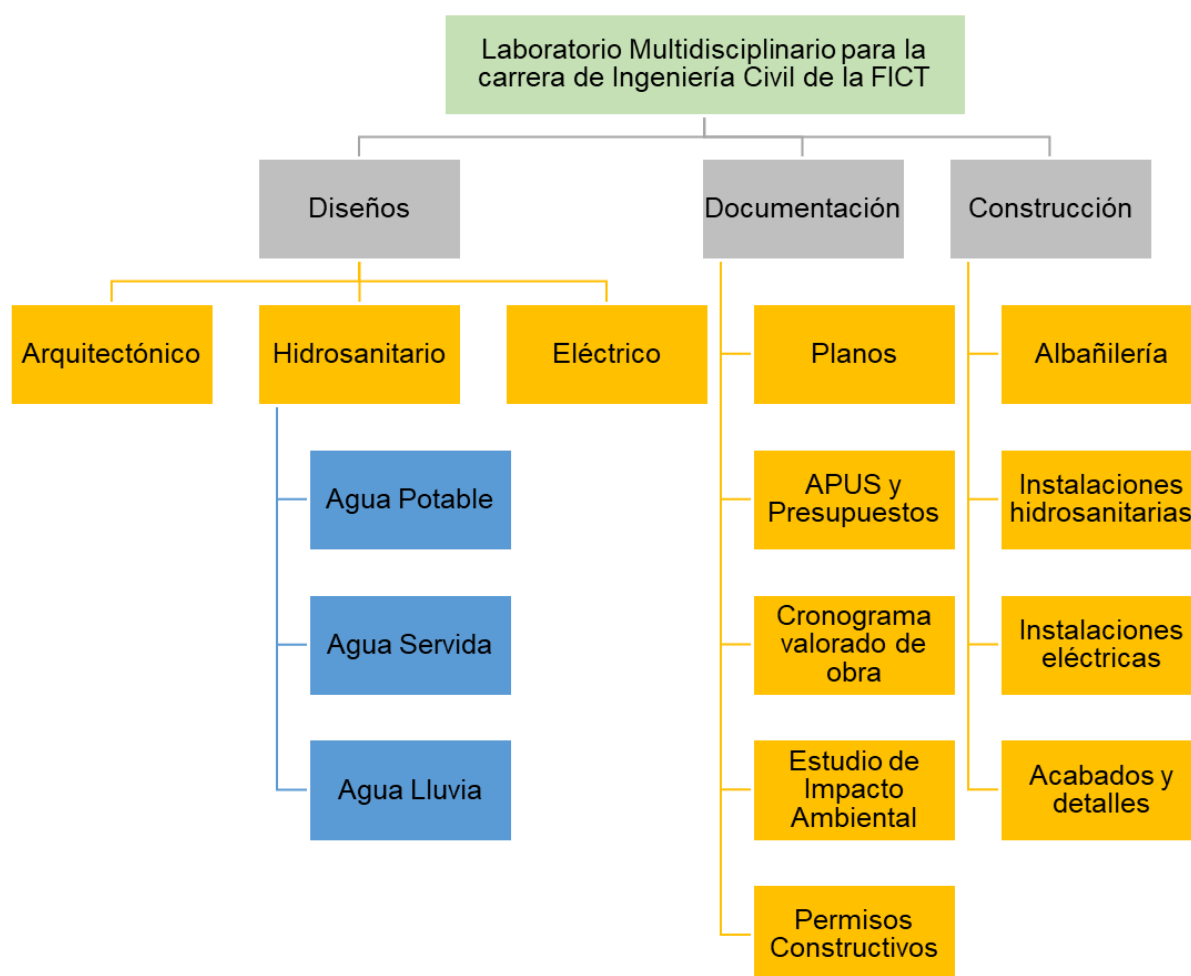 Laboratorio Multidisciplinario para la
carrera de Ingeniería Civil de la FICT
Diseños
Documentación
Construcción
Arquitectónico
Hidrosanitario
Eléctrico
Planos
Albañilería
Agua Potable
APUS y
Presupuestos
Instalaciones
hidrosanitarias
Agua Servida
Cronograma
valorado de
obra
Instalaciones
eléctricas
Agua Lluvia
Estudio de
Impacto
Ambiental
Acabados y
detalles
Permisos
Constructivos